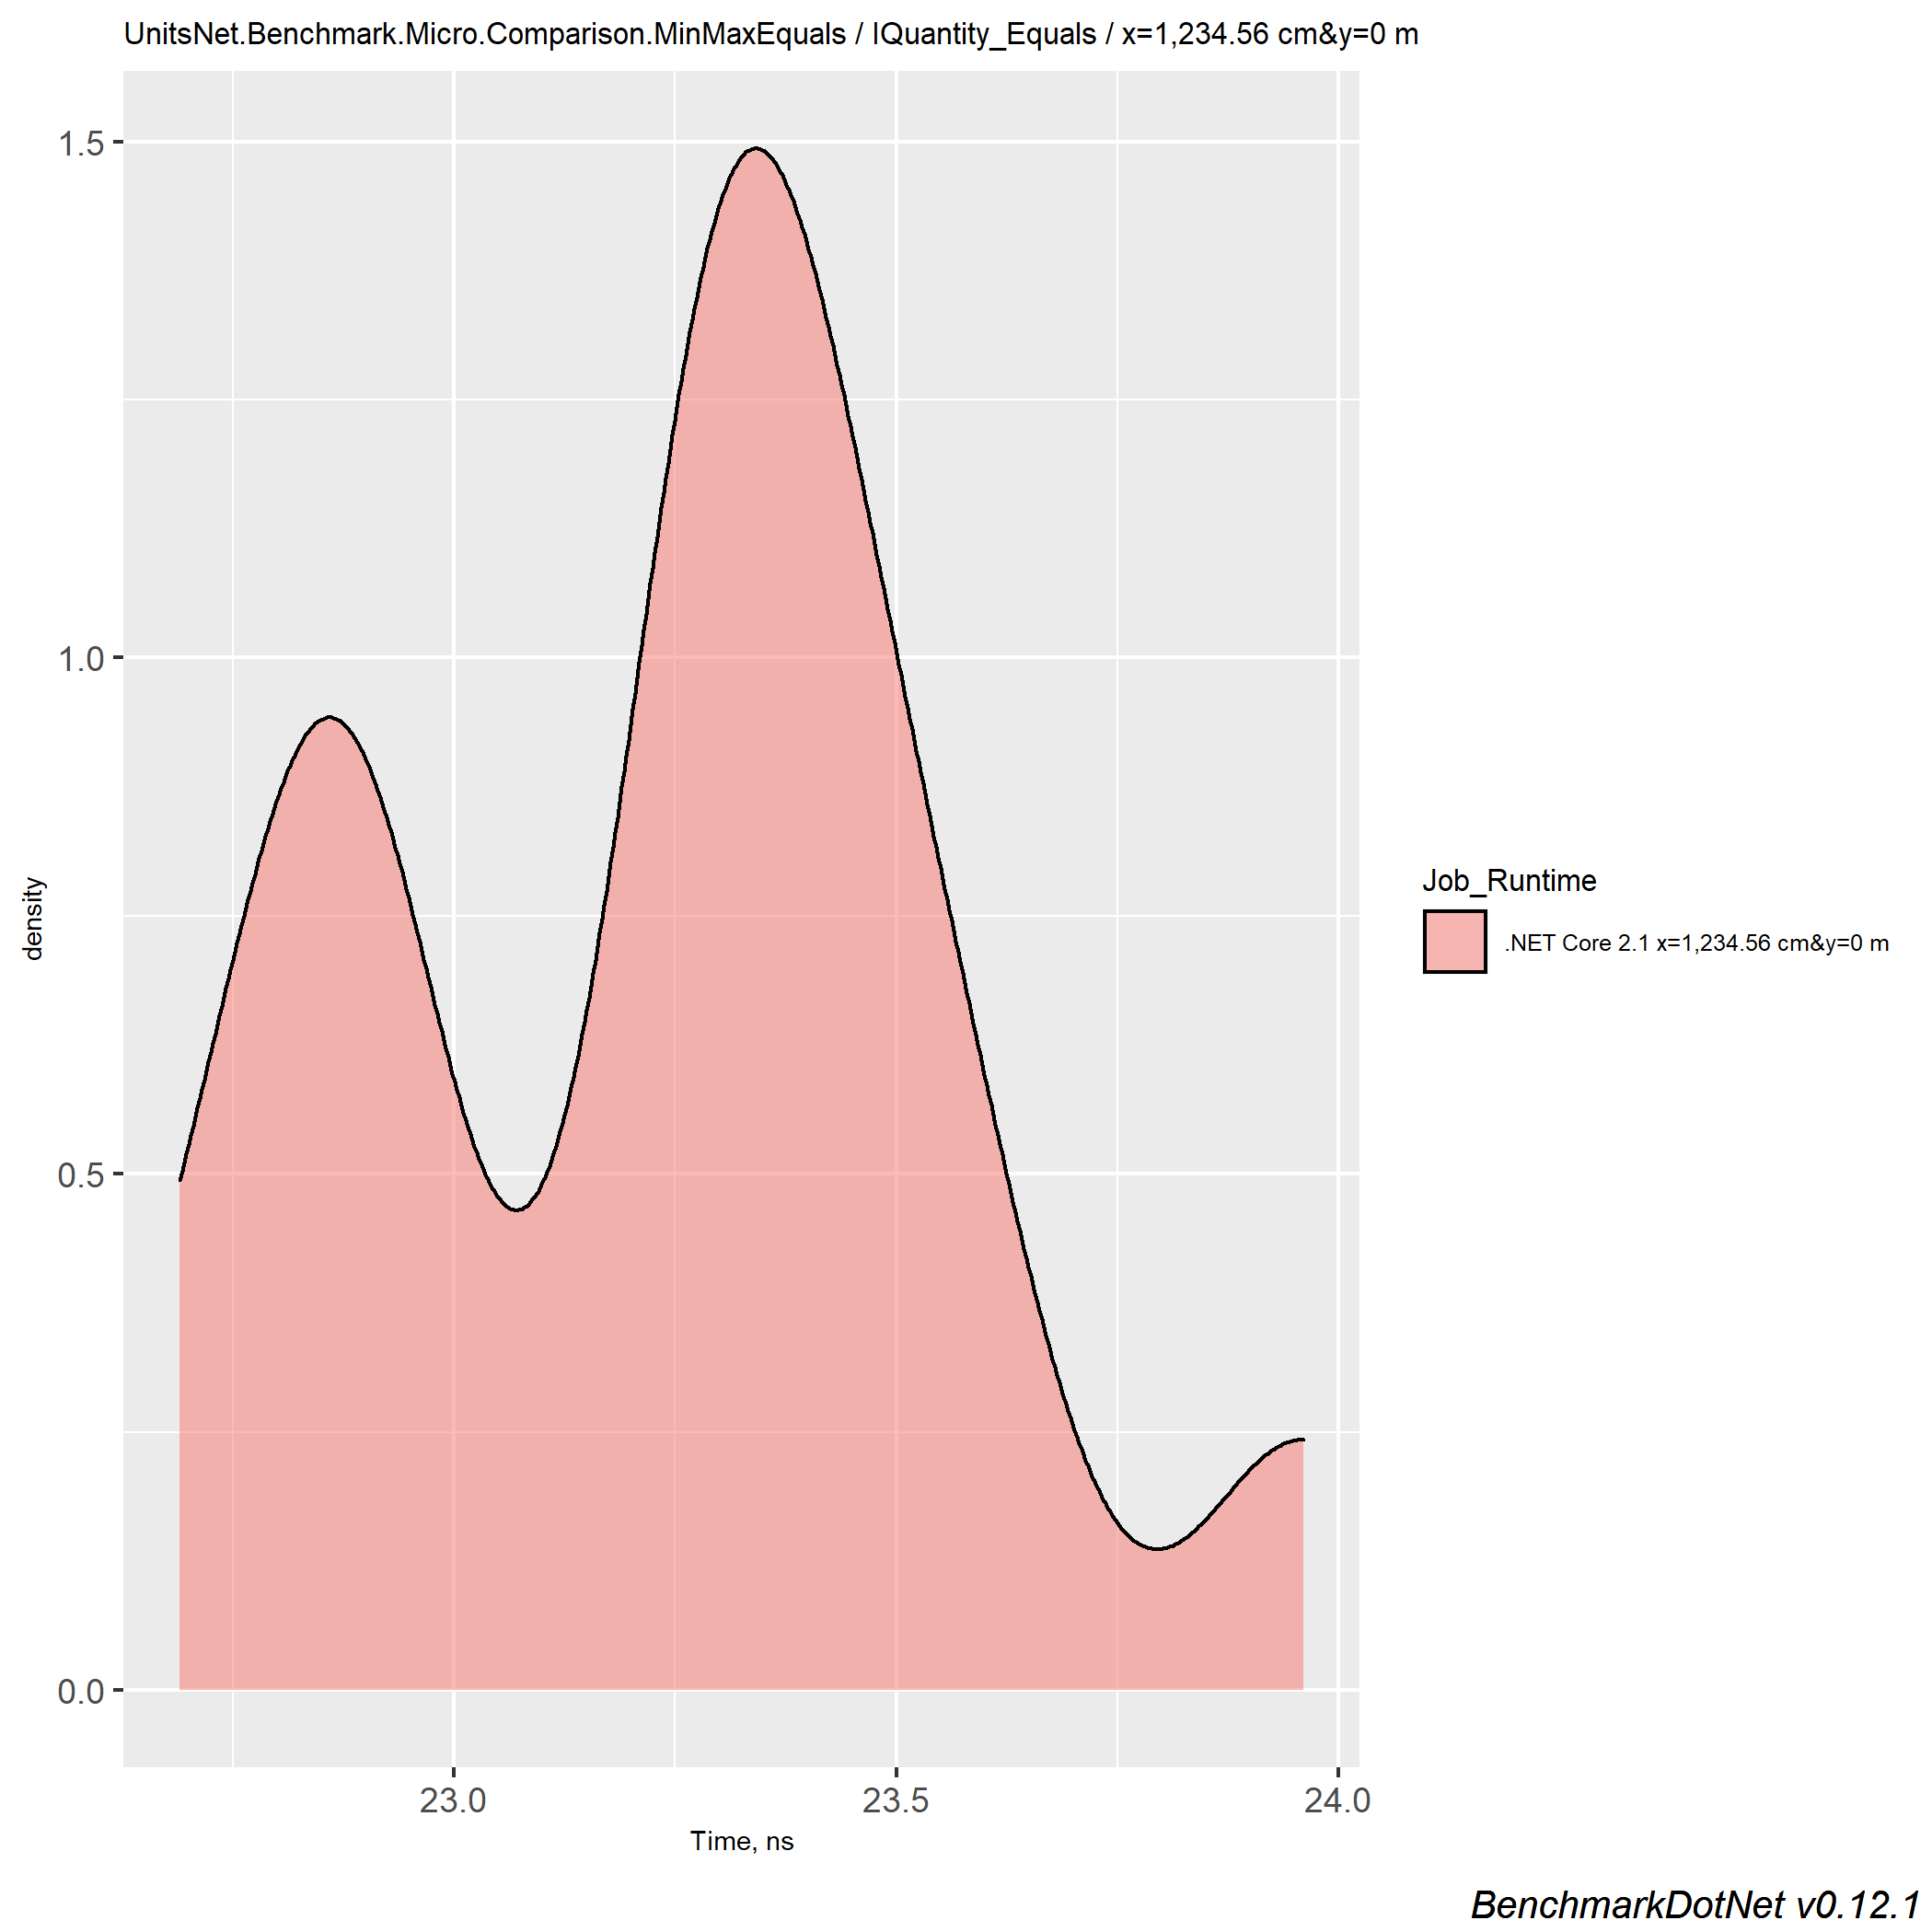 UnitsNet.Benchmark.Micro.Comparison.MinMaxEquals / IQuantity_Equals / x=1,234.56 cm&y=0 m
1.5
1.0
0.5
0.0
density
23.0 23.5 24.0
Time, ns
Job_Runtime
.NET Core 2.1 x=1,234.56 cm&y=0 m
BenchmarkDotNet v0.12.1